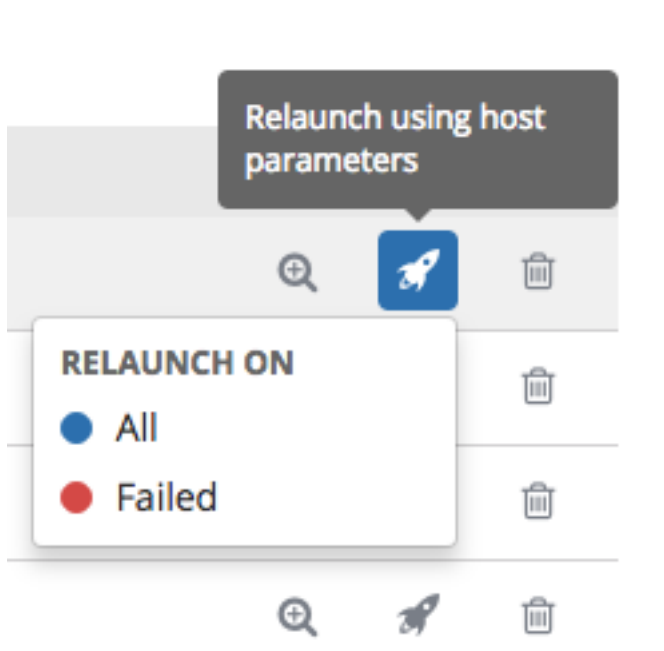 Relaunch using host
parameters
RELAUNCH ON
All
Failed